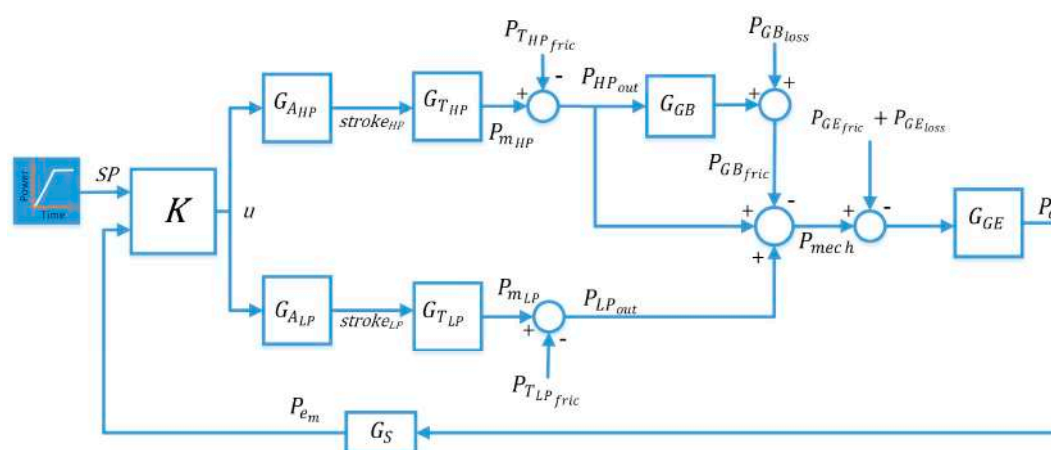 P_{T_{HP_{fric}}}
P_{GB_{loss}}
-
+
P_{HP_{out}}
+
G_{A_{HP}}
G_{T_{HP}}
+
G_{GB}
stroke_{HP}
P_{m_{HP}}
P_{GE_{fric}} + P_{GE_{loss}}
Power
SP
Time
K
u
P_{GB_{fric}}
-
+
+
-
P_{mech}
G_{GE}
+
G_{A_{LP}}
G_{T_{LP}}
stroke_{LP}
P_{m_{LP}}
P_{LP_{out}}
+
-
P_{T_{LP_{fric}}}
P_{e_m}
G_S